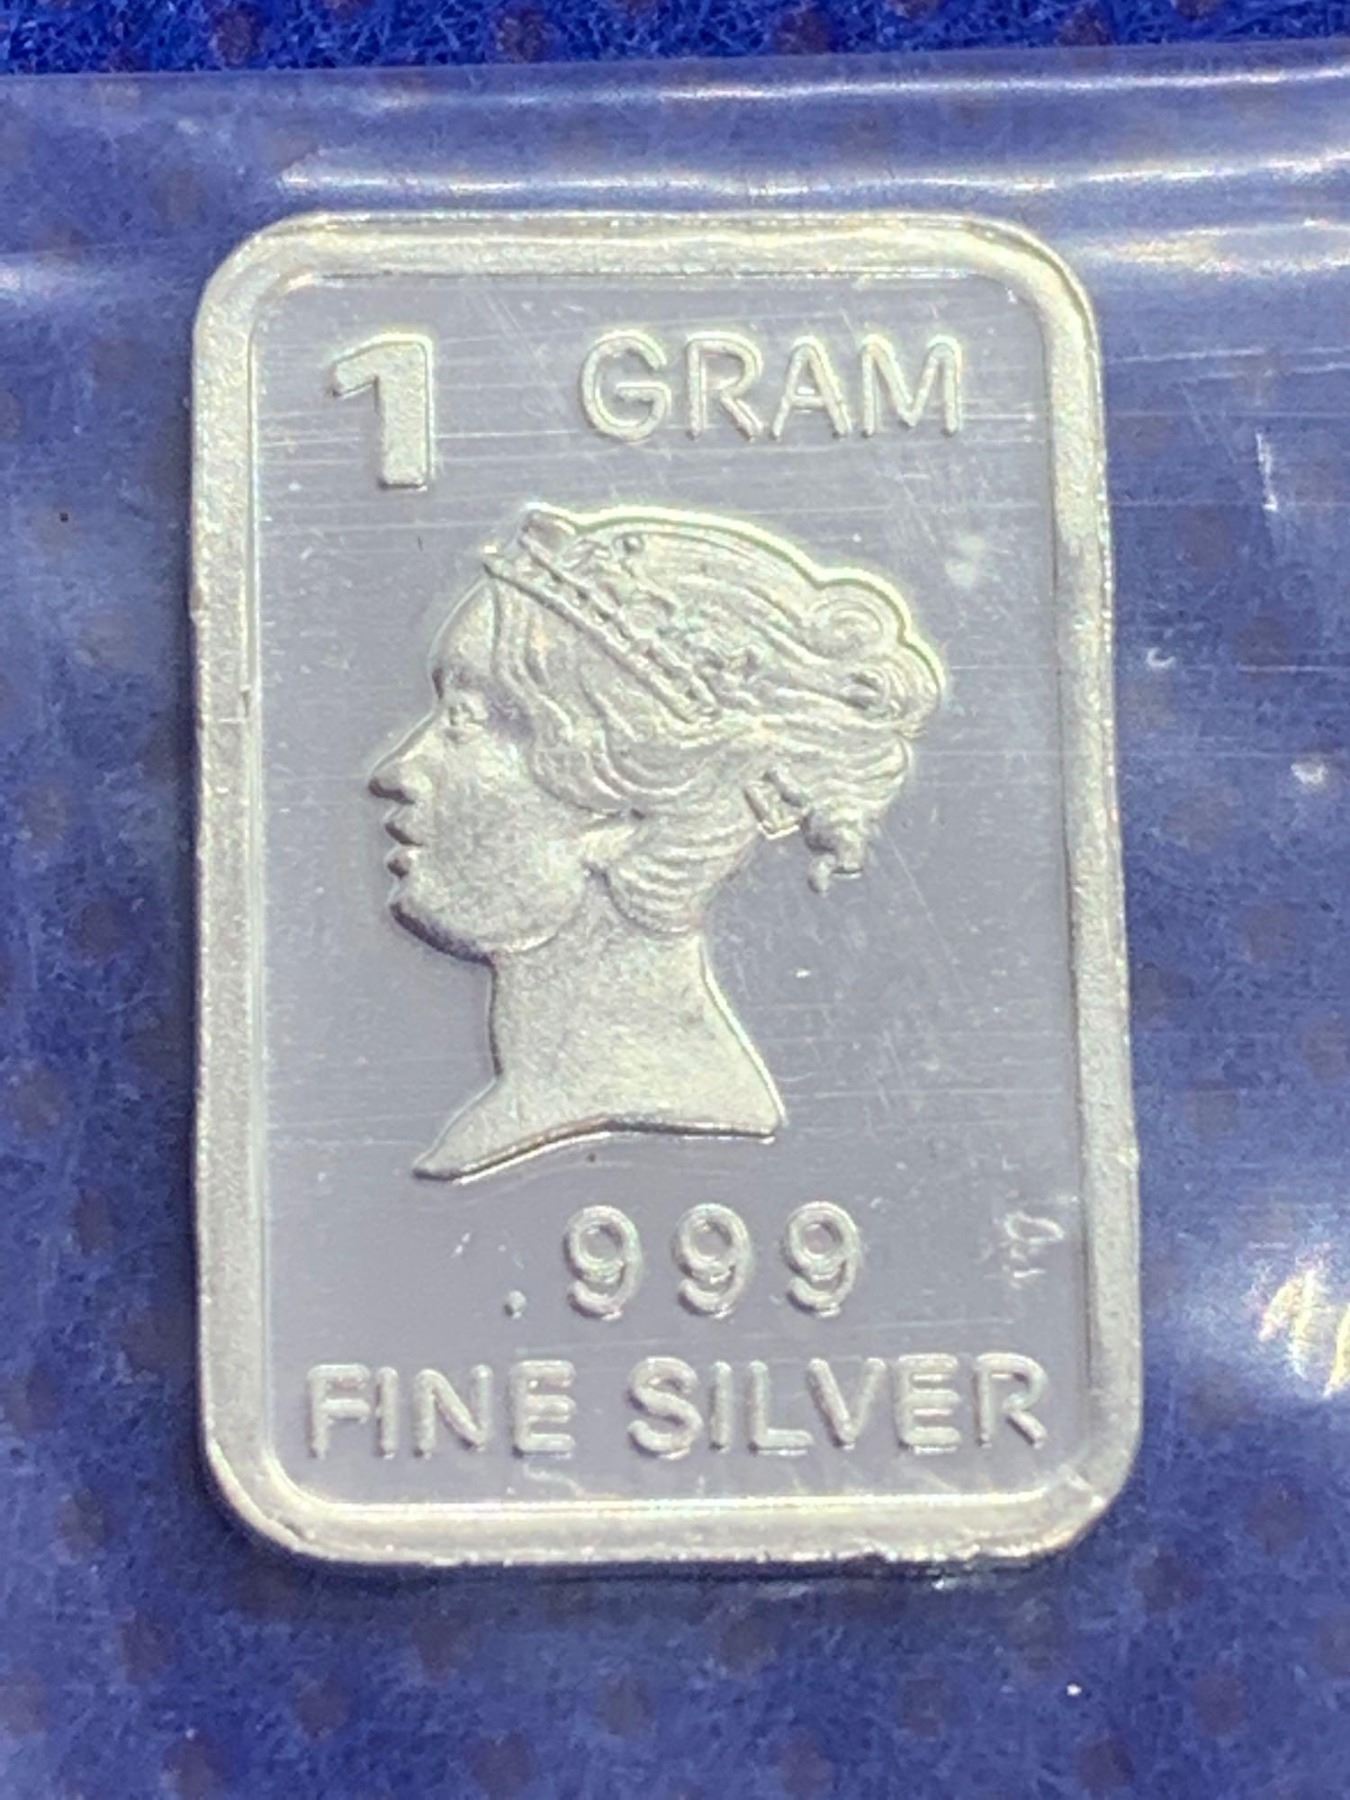 1 GRAM
.999
FINE SILVER